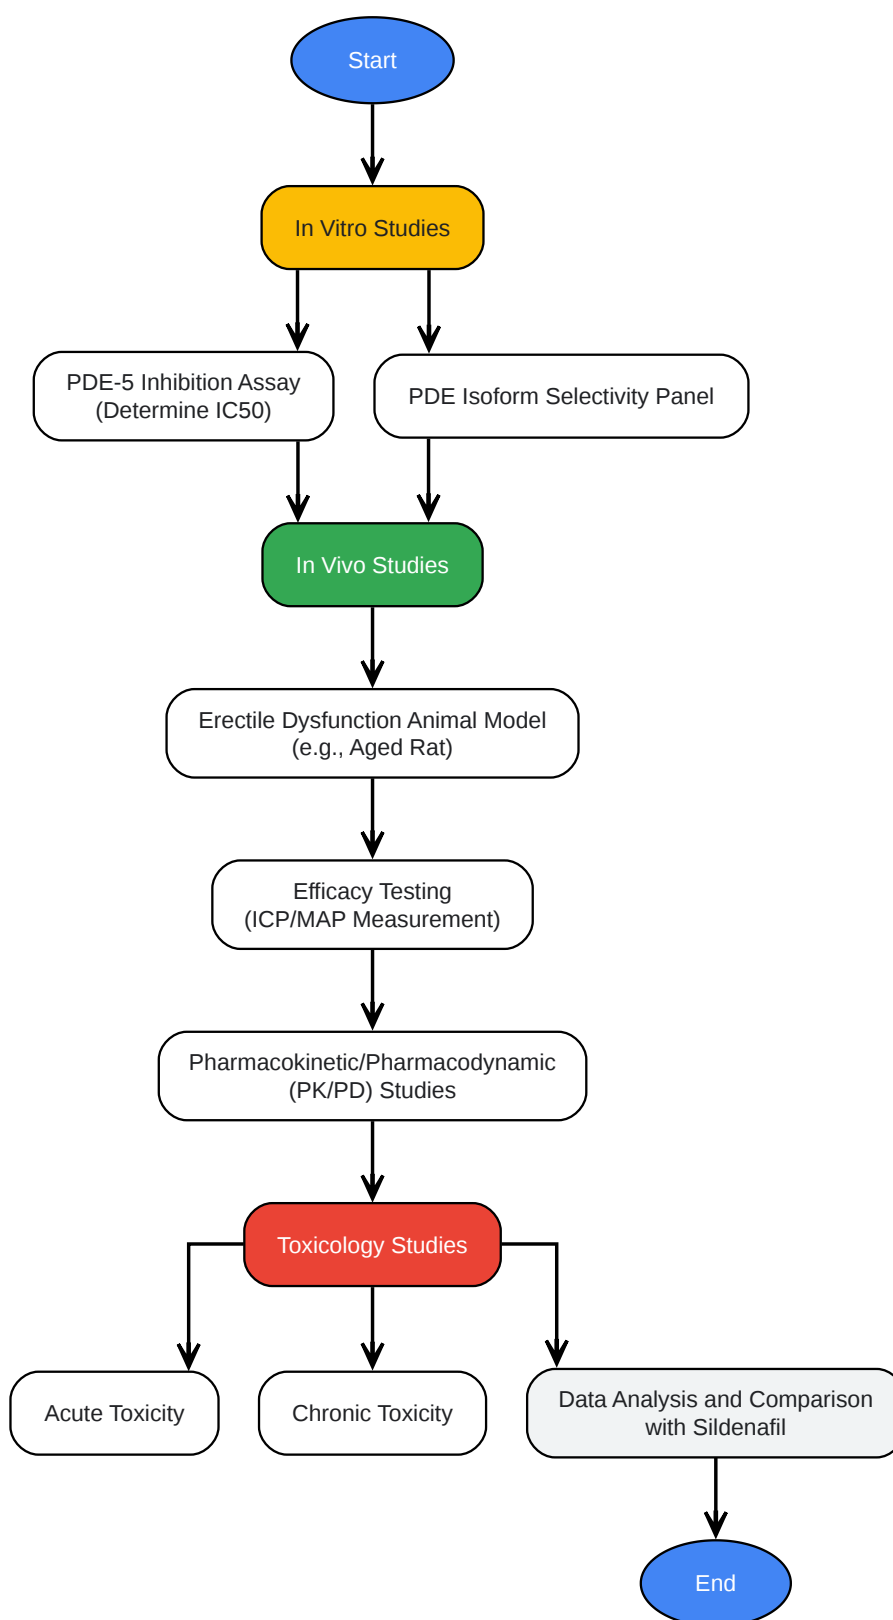 Start
In Vitro Studies
PDE-5 Inhibition Assay
(Determine IC50)
PDE Isoform Selectivity Panel
In Vivo Studies
Erectile Dysfunction Animal Model
(e.g., Aged Rat)
Efficacy Testing
(ICP/MAP Measurement)
Pharmacokinetic/Pharmacodynamic
(PK/PD) Studies
Toxicology Studies
Acute Toxicity
Chronic Toxicity
Data Analysis and Comparison
with Sildenafil
End